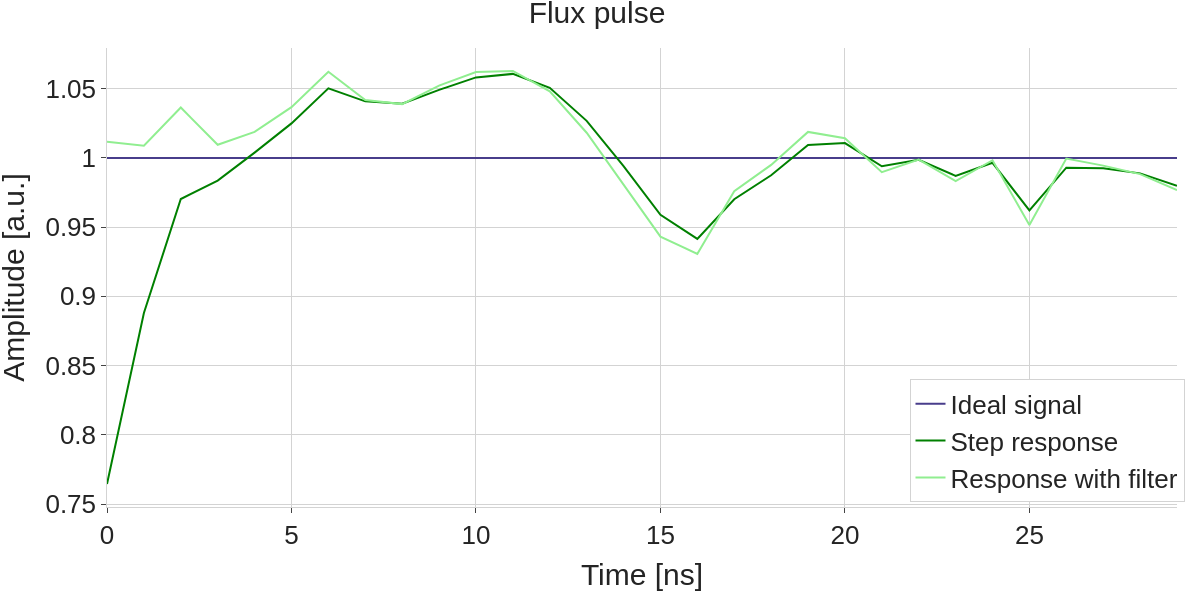 Flux pulse
Amplitude [a.u.]
1.05
1
0.95
0.9
0.85
0.8
0.75
0 5 10 15 20 25
Time [ns]
Ideal signal
Step response
Response with filter